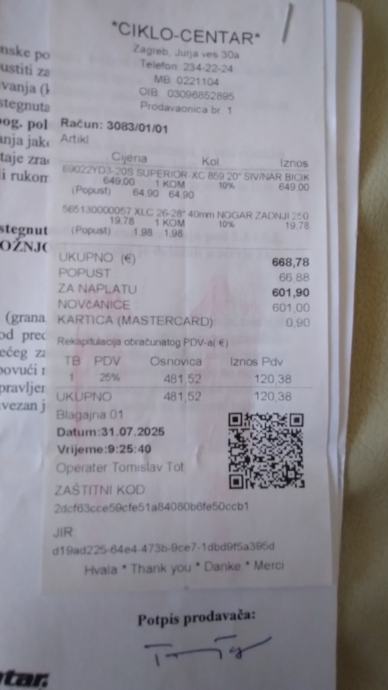 *CIKLO-CENTAR*
Zagreb, Jurja ves 30a
Telefon: 234-22-24
MB: 0221104
OIB: 03096852895
Prodavaonica br. 1
Račun: 3083/01/01
Artikl
Cijena Kol Iznos
69022YD3-20S SUPERIOR XC 859 20" SIV/NAR BICIK
649.00 1 KOM 10% 649.00
(Popust) 64.90 64.90
565130000057 XLC 26-28" 40mm NOGAR ZADNJI 250
19.78 1 KOM 10% 19.78
(Popust) 1.98 1.98
UKUPNO (€) 668,78
POPUST 66,88
ZA NAPLATU 601,90
NOVČANICE 601,00
KARTICA (MASTERCARD) 0,90
Rekapitulacija obračunatog PDV-a( €)
TB PDV Osnovica Iznos Pdv
1 25% 481,52 120,38
UKUPNO 481,52 120,38
Blagajna 01
Datum:31.07.2025
Vrijeme:9:25:40
Operater Tomislav Tot
ZAŠTITNI KOD
2dcf63cce59cfe51a84060b6fe50ccb1
JIR
d19ad225-64e4-473b-9ce7-1dbd9f5a395d
Hvala * Thank you * Danke * Merci
Potpis prodavača:
ntar.